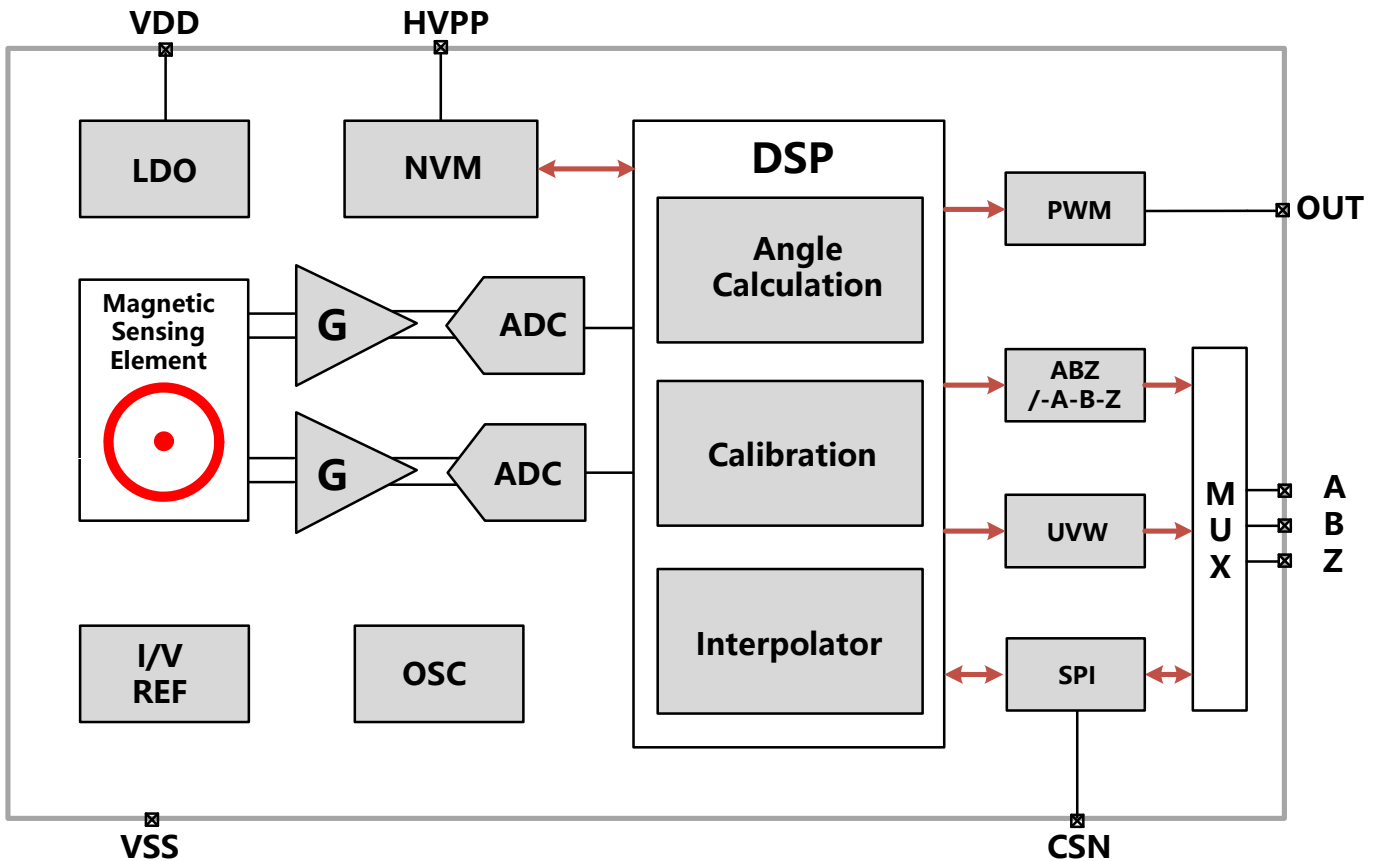 VDD
HVPP
LDO
NVM
DSP
Angle
Calculation
PWM
OUT
Magnetic
Sensing
Element
G
ADC
ABZ
/-A-B-Z
Calibration
G
ADC
UVW
M
U
X
A
B
Z
I/V
REF
OSC
Interpolator
SPI
VSS
CSN